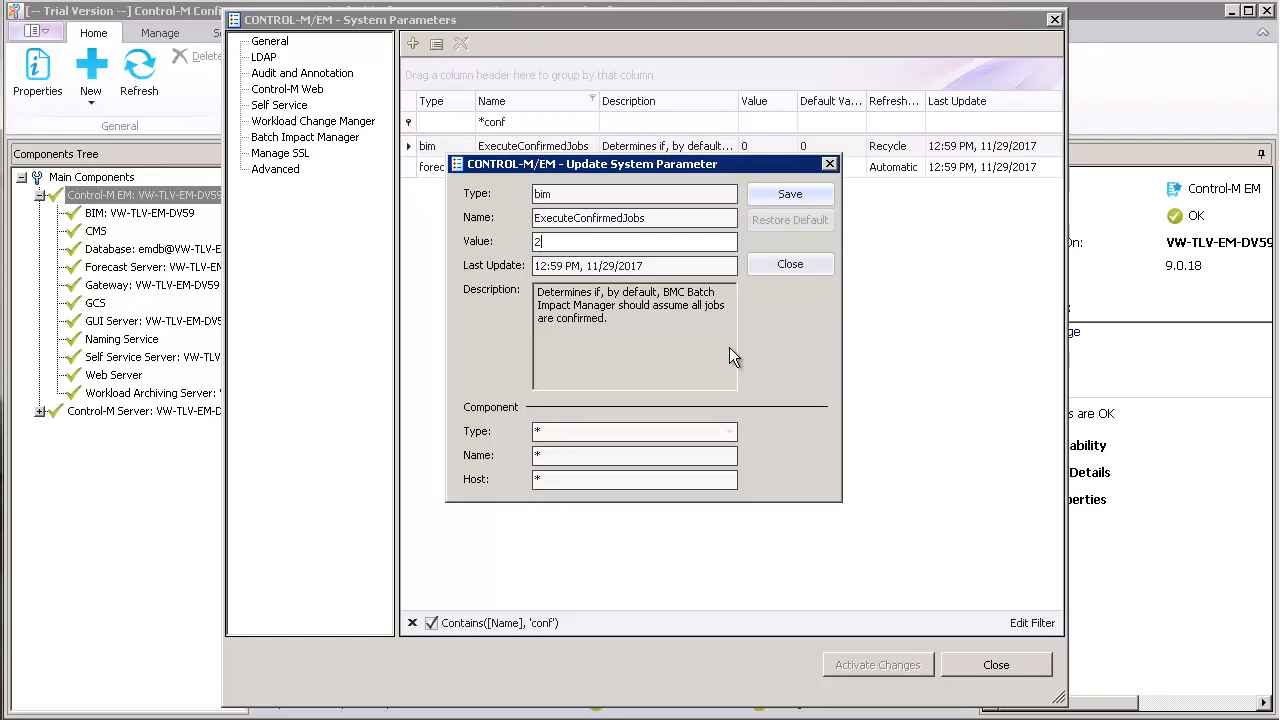 [-- Trial Version --] Control-M Confi
CONTROL-M/EM - System Parameters
Home
Manage
Properties
New
Refresh
Delete
General
Components Tree
Main Components
Control-M EM: VW-TLV-EM-DV59
BIM: VW-TLV-EM-DV59
CMS
Database: emdb@VW-TLV-E
Forecast Server: VW-TLV-E
Gateway: VW-TLV-EM-DV59
GCS
GUI Server: VW-TLV-EM-DV5
Naming Service
Self Service Server: VW-TLV
Web Server
Workload Archiving Server:
Control-M Server: VW-TLV-EM-D
General
LDAP
Audit and Annotation
Control-M Web
Self Service
Workload Change Manger
Batch Impact Manager
Manage SSL
Advanced
Drag a column header here to group by that column
Type Name Description Value Default Va... Refresh... Last Update
*conf
bim ExecuteConfirmedJobs Determines if, by default... 0 0 Recycle 12:59 PM, 11/29/2017
forec Automatic 12:59 PM, 11/29/2017
CONTROL-M/EM - Update System Parameter
Type: bim
Save
Name: ExecuteConfirmedJobs
Restore Default
Value: 2
Last Update: 12:59 PM, 11/29/2017
Close
Description: Determines if, by default, BMC Batch
Impact Manager should assume all jobs
are confirmed.
Component
Type: *
Name: *
Host: *
Contains([Name], 'conf')
Edit Filter
Activate Changes
Close
Control-M EM
OK
On: VW-TLV-EM-DV59
9.0.18
ge
s are OK
ability
Details
perties